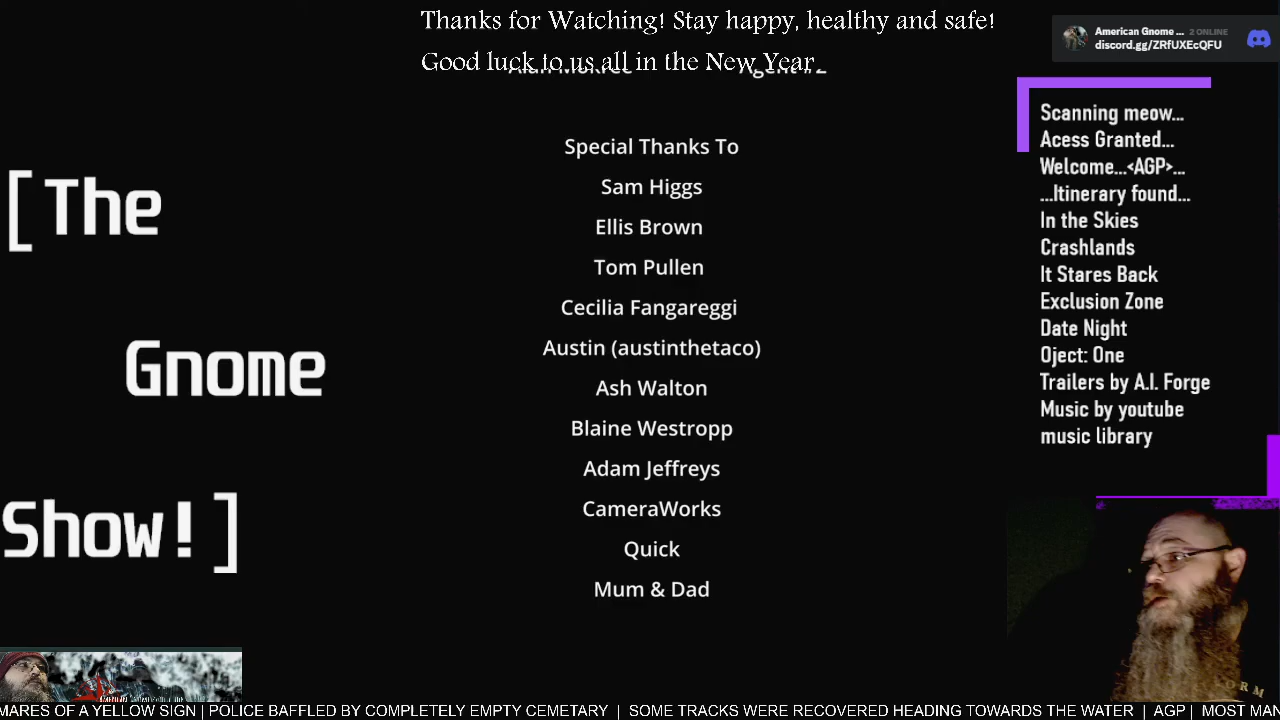 Thanks for Watching! Stay happy, healthy and safe!
Good luck to us all in the New Year
Agent #2
American Gnome ... 2 ONLINE
discord.gg/ZRfUXEcQFU
[The
Gnome
Show!]
Special Thanks To
Sam Higgs
Ellis Brown
Tom Pullen
Cecilia Fangareggi
Austin (austinthetaco)
Ash Walton
Blaine Westropp
Adam Jeffreys
CameraWorks
Quick
Mum & Dad
Scanning meow...
Acess Granted...
Welcome...<AGP>...
...Itinerary found...
In the Skies
Crashlands
It Stares Back
Exclusion Zone
Date Night
Oject: One
Trailers by A.I. Forge
Music by youtube
music library
MARES OF A YELLOW SIGN | POLICE BAFFLED BY COMPLETELY EMPTY CEMETARY | SOME TRACKS WERE RECOVERED HEADING TOWARDS THE WATER | AGP | MOST MAN